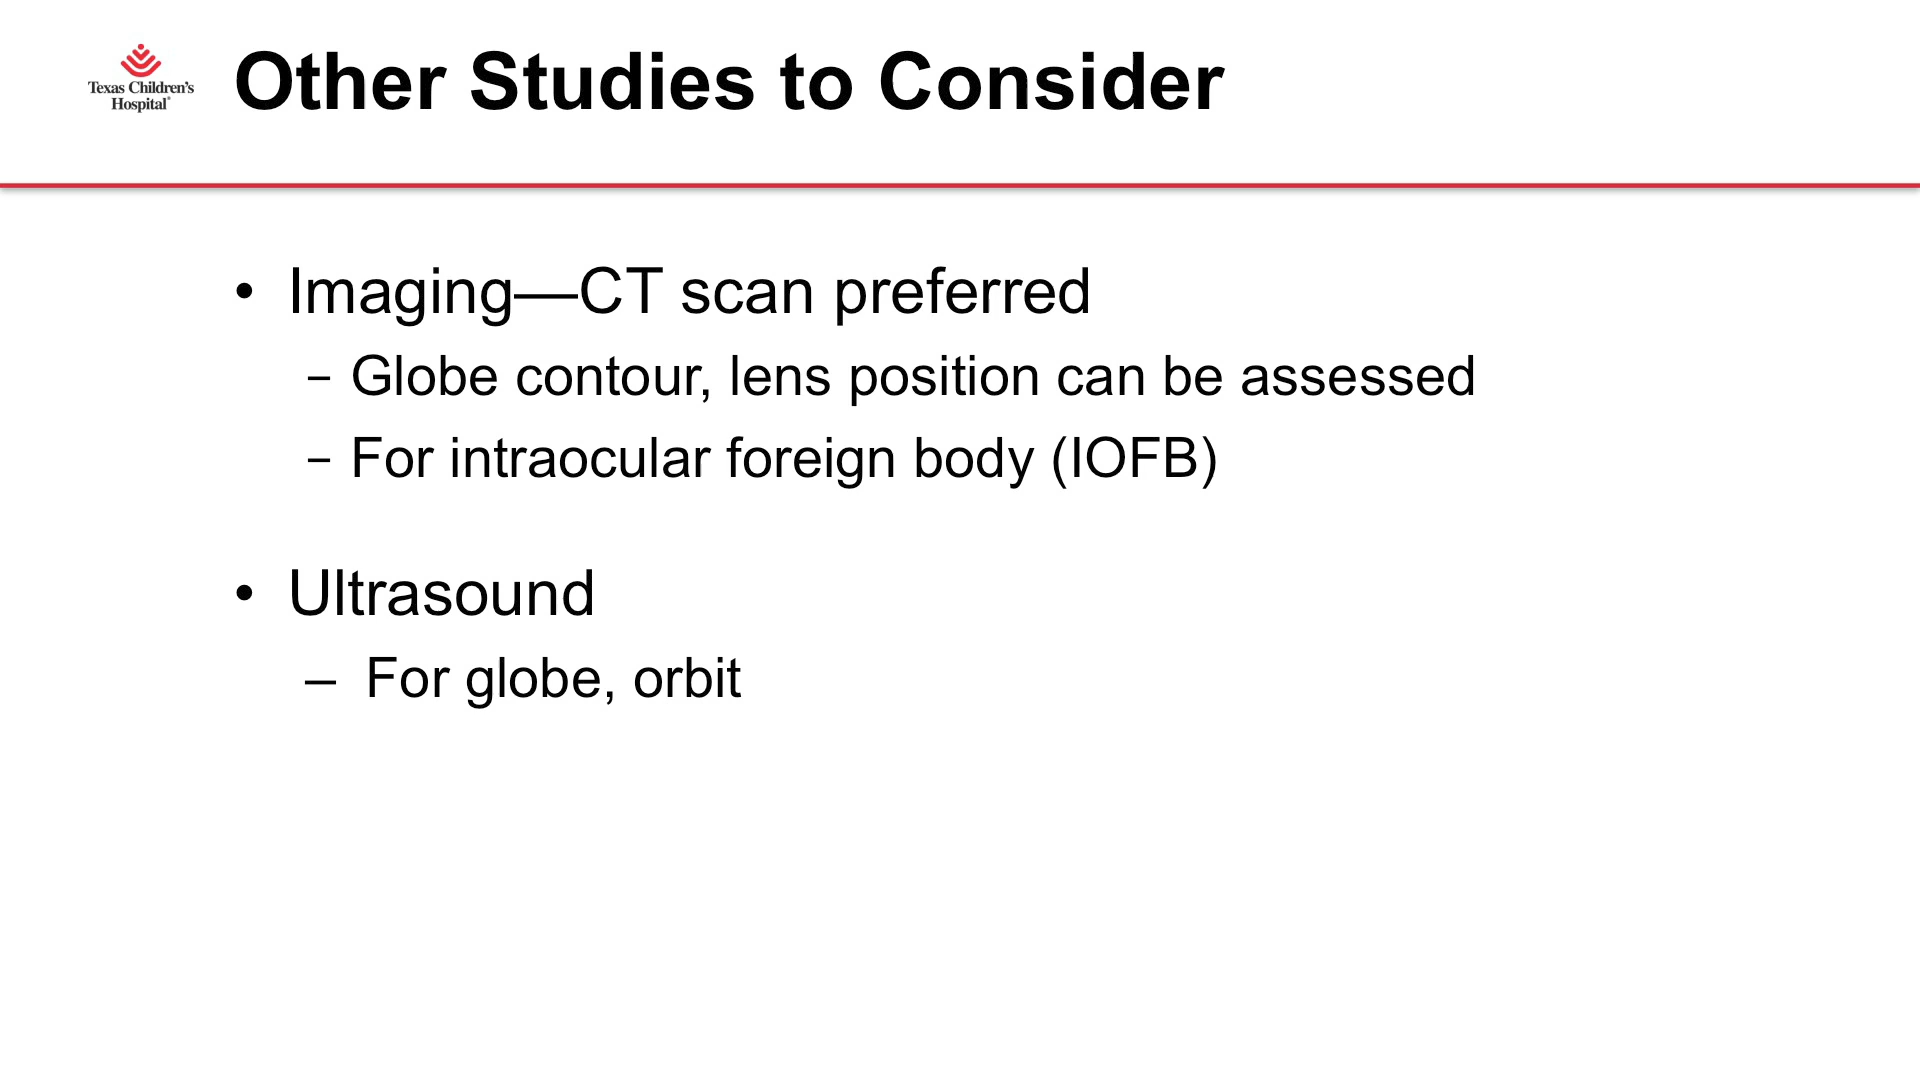 Texas Children's
Hospital®
Other Studies to Consider
• Imaging—CT scan preferred
– Globe contour, lens position can be assessed
– For intraocular foreign body (IOFB)
• Ultrasound
– For globe, orbit